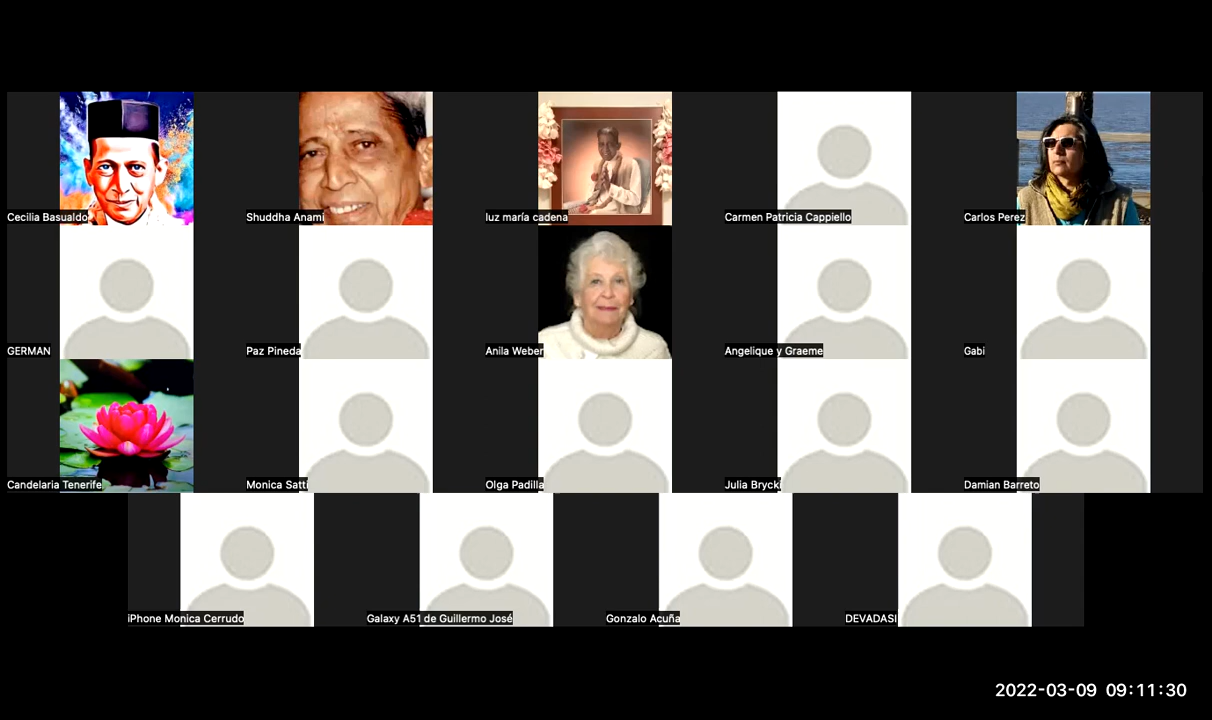 Cecilia Basualdo
Shuddha Anami
luz maría cadena
Carmen Patricia Cappiello
Carlos Perez
GERMAN
Paz Pineda
Anila Weber
Angelique y Graeme
Gabi
Candelaria Tenerife
Monica Satti
Olga Padilla
Julia Brycki
Damian Barreto
iPhone Monica Cerrudo
Galaxy A51 de Guillermo José
Gonzalo Acuña
DEVADASI
2022-03-09 09:11:30